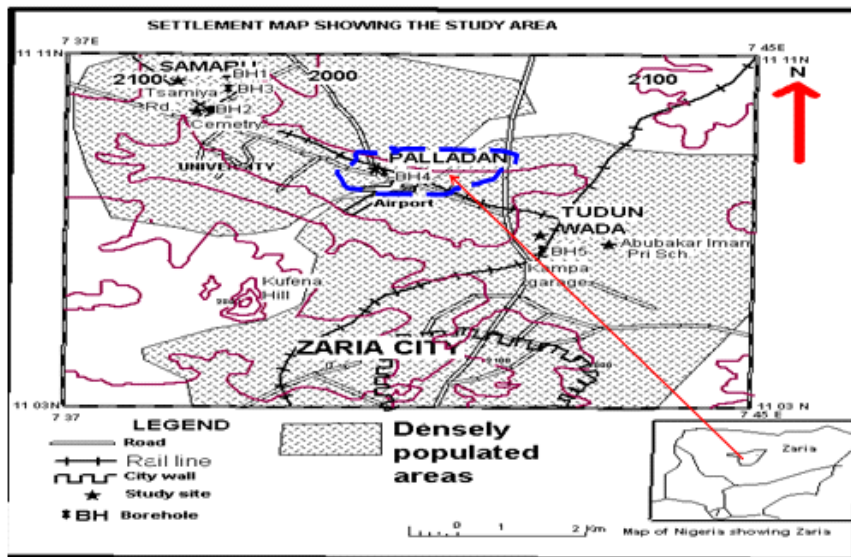 SETTLEMENT MAP SHOWING THE STUDY AREA
7 37E
7 45E
11 11N
11 11N
N
SAMARU
2100
2000
2100
BH1
BH3
Tsamiya
Rd.
BH2
Cemetry
UNIVERSITY
PALLADAN
BH4
Airport
TUDUN
WADA
Abubakar Imam
Pri Sch.
BH5
Kampa
garage
Kufena
Hill
ZARIA CITY
2100
11 03N
7 37
11 03 N
7 45 E
LEGEND
Road
Rail line
City wall
Study site
BH Borehole
Densely
populated
areas
0 1 2 Km
Zaria
Map of Nigeria showing Zaria